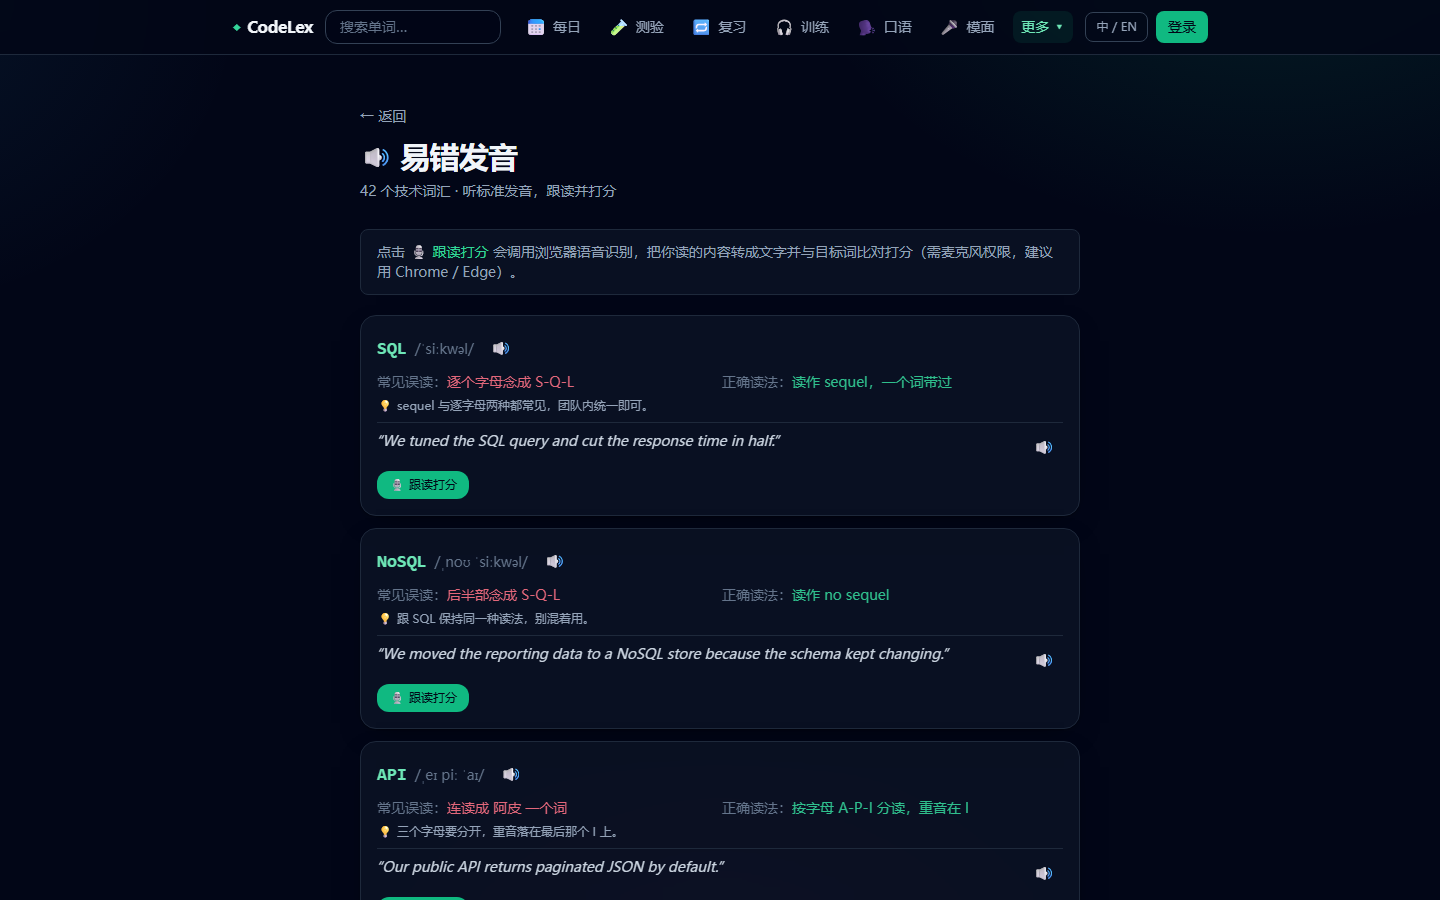 CodeLex
搜索单词...
每日
测验
复习
训练
口语
模面
更多 ▾
中 / EN
登录
← 返回
易错发音
42 个技术词汇 · 听标准发音，跟读并打分
点击 🎙 跟读打分 会调用浏览器语音识别，把你读的内容转成文字并与目标词比对打分（需麦克风权限，建议
用 Chrome / Edge）。
SQL /ˈsiːkwəl/
常见误读：逐个字母念成 S-Q-L
正确读法：读作 sequel，一个词带过
sequel 与逐字母两种都常见，团队内统一即可。
“We tuned the SQL query and cut the response time in half.”
跟读打分
NoSQL /ˌnoʊ ˈsiːkwəl/
常见误读：后半部念成 S-Q-L
正确读法：读作 no sequel
跟 SQL 保持同一种读法，别混着用。
“We moved the reporting data to a NoSQL store because the schema kept changing.”
跟读打分
API /ˌeɪ piː ˈaɪ/
常见误读：连读成 阿皮 一个词
正确读法：按字母 A-P-I 分读，重音在 I
三个字母要分开，重音落在最后那个 I 上。
“Our public API returns paginated JSON by default.”